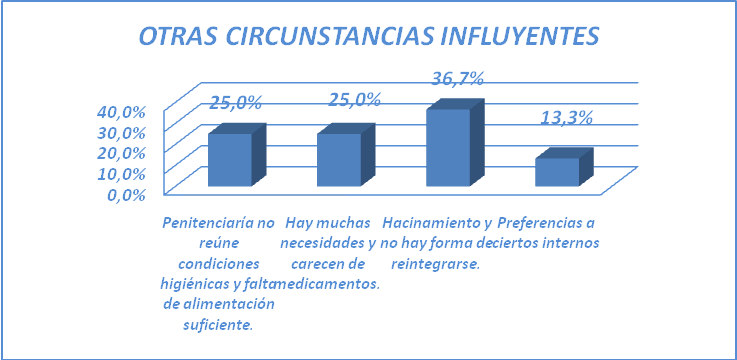 OTRAS CIRCUNSTANCIAS INFLUYENTES
40,0%
30,0%
20,0%
10,0%
0,0%
25,0%
25,0%
36,7%
13,3%
Penitenciaría no
reúne
condiciones
higiénicas y falta
de alimentación
suficiente.
Hay muchas
necesidades y
carecen de
medicamentos.
Hacinamiento y
no hay forma de
reintegrarse.
Preferencias a
ciertos internos